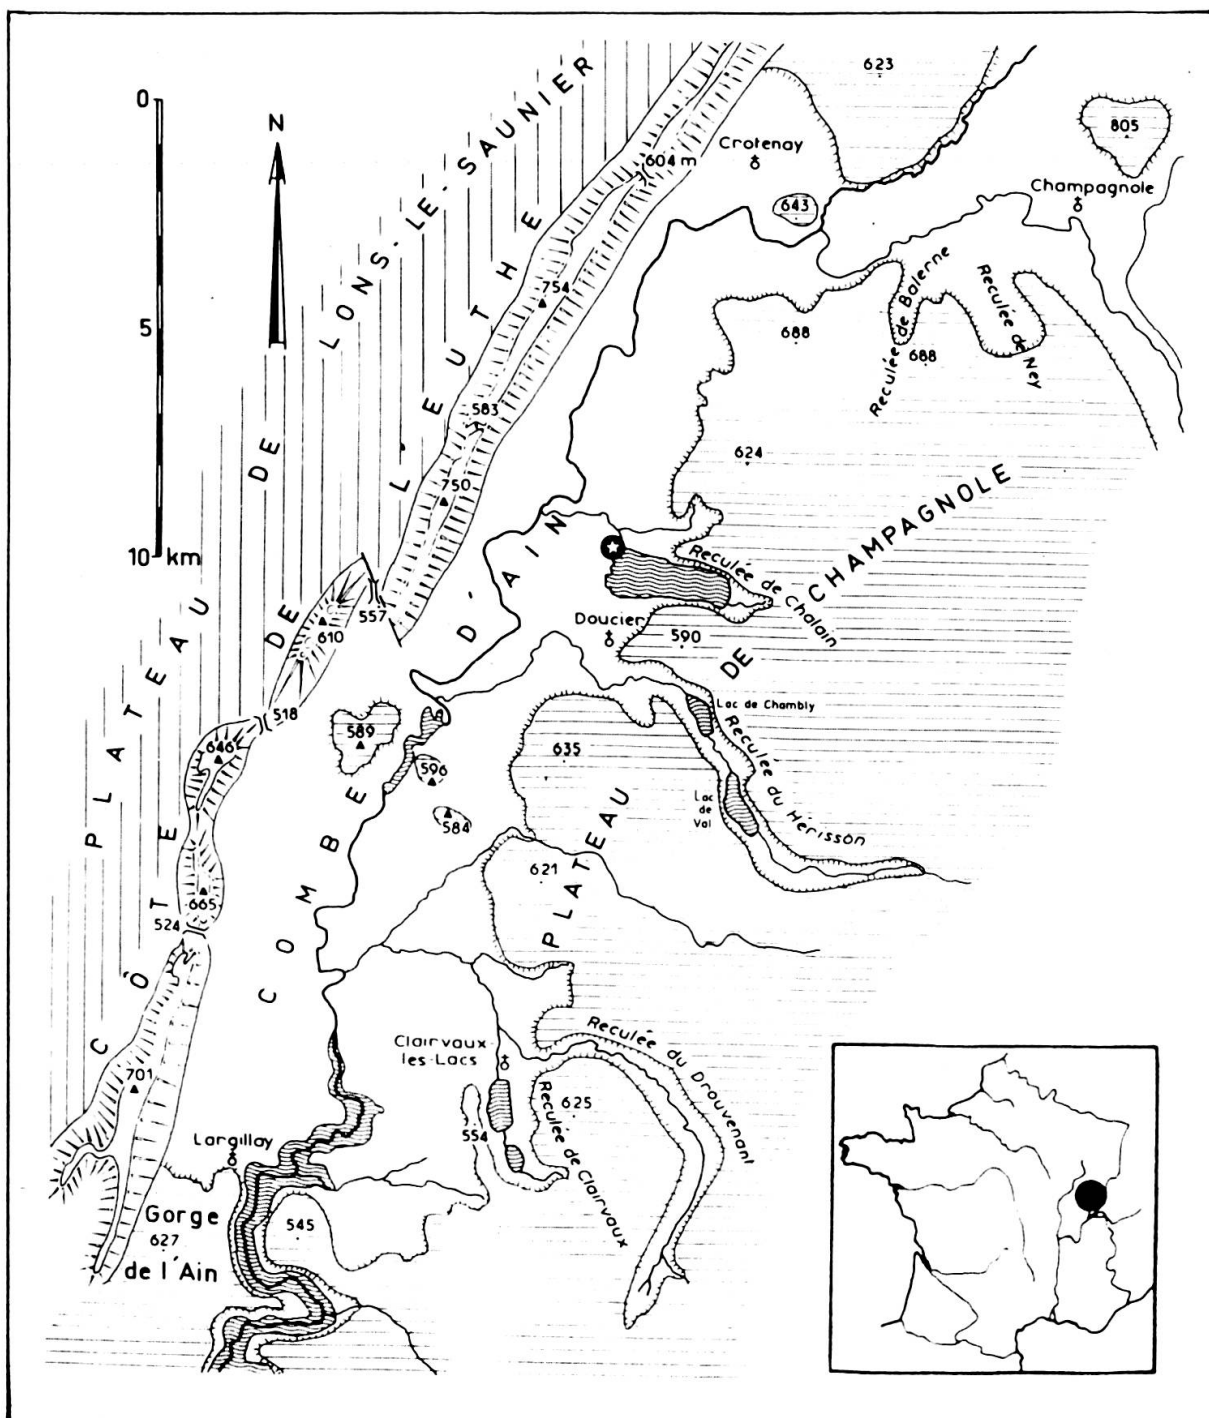 0
5
10 km
N
PLATEAU DE LONS-LE-SAUNIER
CÔTE DE L'EUTHE
COMBE D'AIN
PLATEAU DE CHAMPAGNOLE
623
805
604 m
Crotenay
Champagnole
643
754
688
Reculée de Balerne
Reculée de Ney
688
583
624
750
Reculée de Chalain
557
610
Doucier
590
518
Lac de Chambly
589
646
596
635
Reculée du Hérisson
Lac
de
Val
584
621
665
524
Clairvaux-
les-Lacs
Reculée du Drouvenant
701
625
554
Reculée de Clairvaux
Largillay
Gorge
627
de l'Ain
545